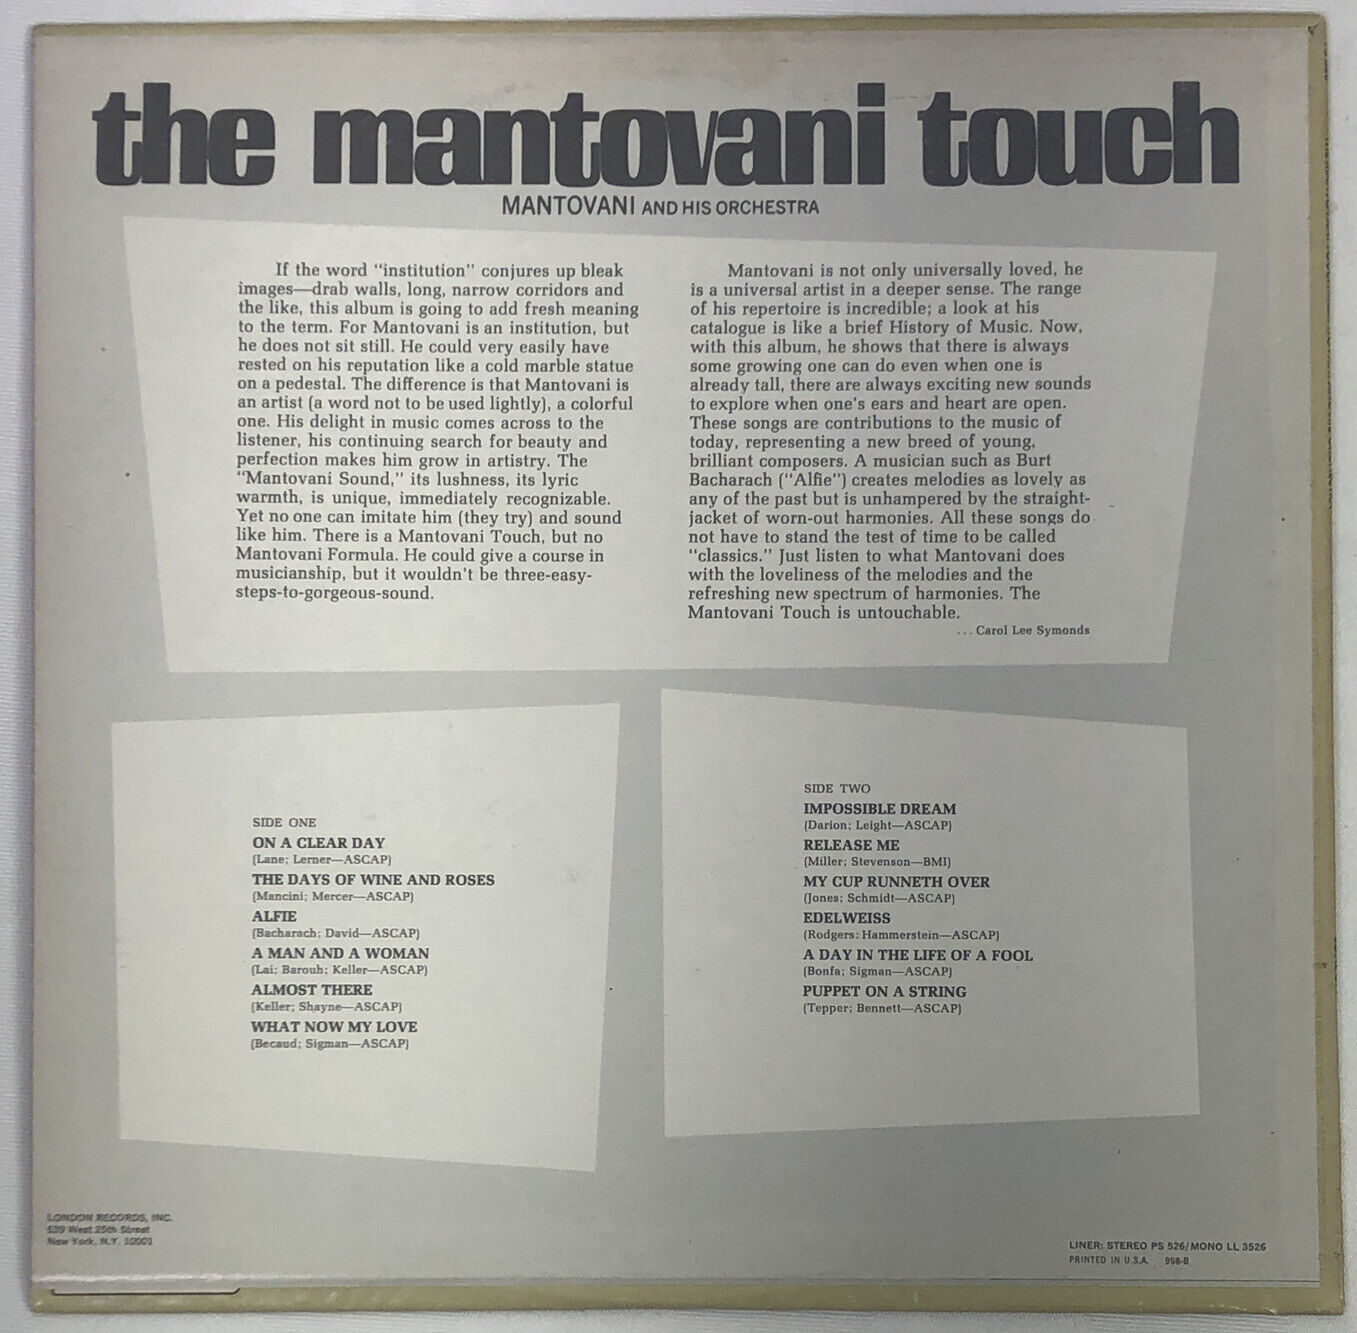 the mantovani touch
MANTOVANI AND HIS ORCHESTRA
If the word "institution" conjures up bleak
images—drab walls, long, narrow corridors and
the like, this album is going to add fresh meaning
to the term. For Mantovani is an institution, but
he does not sit still. He could very easily have
rested on his reputation like a cold marble statue
on a pedestal. The difference is that Mantovani is
an artist (a word not to be used lightly), a colorful
one. His delight in music comes across to the
listener, his continuing search for beauty and
perfection makes him grow in artistry. The
"Mantovani Sound," its lushness, its lyric
warmth, is unique, immediately recognizable.
Yet no one can imitate him (they try) and sound
like him. There is a Mantovani Touch, but no
Mantovani Formula. He could give a course in
musicianship, but it wouldn't be three-easy-
steps-to-gorgeous-sound.
Mantovani is not only universally loved, he
is a universal artist in a deeper sense. The range
of his repertoire is incredible; a look at his
catalogue is like a brief History of Music. Now,
with this album, he shows that there is always
some growing one can do even when one is
already tall, there are always exciting new sounds
to explore when one's ears and heart are open.
These songs are contributions to the music of
today, representing a new breed of young,
brilliant composers. A musician such as Burt
Bacharach ("Alfie") creates melodies as lovely as
any of the past but is unhampered by the straight-
jacket of worn-out harmonies. All these songs do
not have to stand the test of time to be called
"classics." Just listen to what Mantovani does
with the loveliness of the melodies and the
refreshing new spectrum of harmonies. The
Mantovani Touch is untouchable.
... Carol Lee Symonds
SIDE ONE
ON A CLEAR DAY
(Lane; Lerner—ASCAP)
THE DAYS OF WINE AND ROSES
(Mancini; Mercer—ASCAP)
ALFIE
(Bacharach; David—ASCAP)
A MAN AND A WOMAN
(Lai; Barouh; Keller—ASCAP)
ALMOST THERE
(Keller; Shayne—ASCAP)
WHAT NOW MY LOVE
(Becaud; Sigman—ASCAP)
SIDE TWO
IMPOSSIBLE DREAM
(Darion; Leight—ASCAP)
RELEASE ME
(Miller; Stevenson—BMI)
MY CUP RUNNETH OVER
(Jones; Schmidt—ASCAP)
EDELWEISS
(Rodgers; Hammerstein—ASCAP)
A DAY IN THE LIFE OF A FOOL
(Bonfa; Sigman—ASCAP)
PUPPET ON A STRING
(Tepper; Bennett—ASCAP)
LONDON RECORDS, INC.
539 West 25th Street
New York, N.Y. 10001
LINER: STEREO PS 526/MONO LL 3526
PRINTED IN U.S.A. 998-B